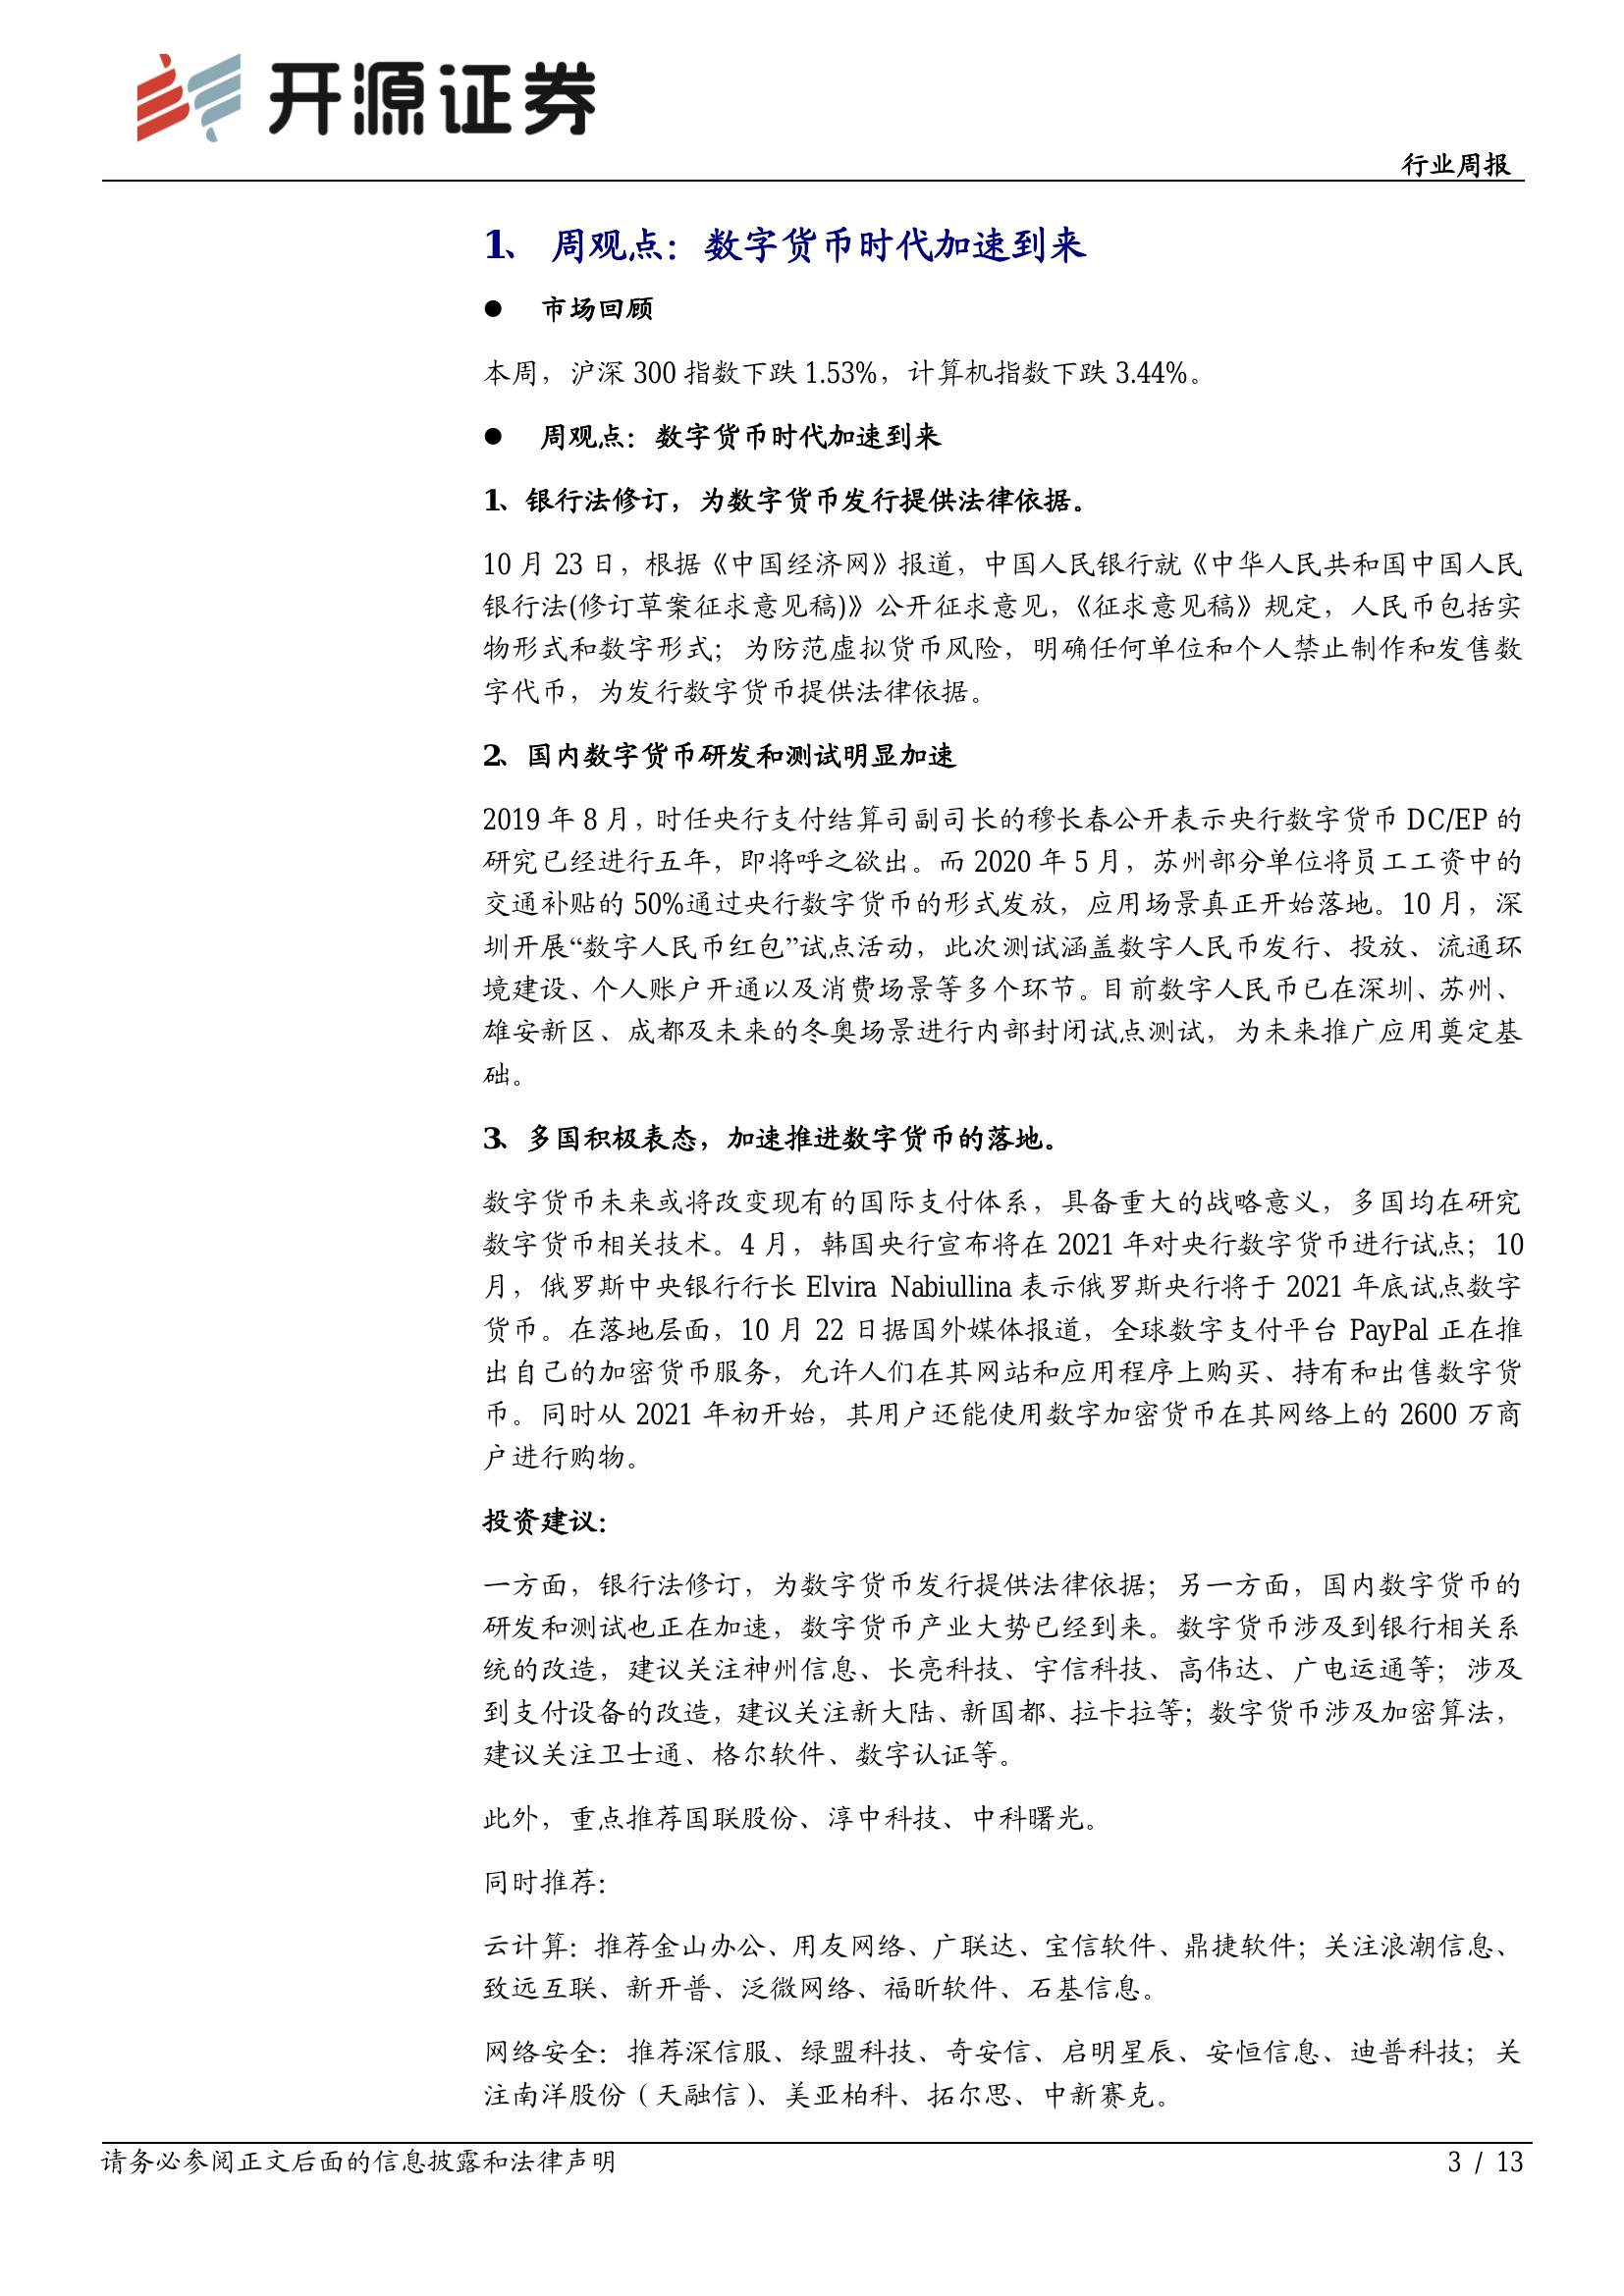 开源证券
行业周报
1、 周观点：数字货币时代加速到来
● 市场回顾
本周，沪深 300 指数下跌 1.53%，计算机指数下跌 3.44%。
● 周观点：数字货币时代加速到来
1、银行法修订，为数字货币发行提供法律依据。
10 月 23 日，根据《中国经济网》报道，中国人民银行就《中华人民共和国中国人民
银行法(修订草案征求意见稿)》公开征求意见，《征求意见稿》规定，人民币包括实
物形式和数字形式；为防范虚拟货币风险，明确任何单位和个人禁止制作和发售数
字代币，为发行数字货币提供法律依据。
2、国内数字货币研发和测试明显加速
2019 年 8 月，时任央行支付结算司副司长的穆长春公开表示央行数字货币 DC/EP 的
研究已经进行五年，即将呼之欲出。而 2020 年 5 月，苏州部分单位将员工工资中的
交通补贴的 50%通过央行数字货币的形式发放，应用场景真正开始落地。10 月，深
圳开展“数字人民币红包”试点活动，此次测试涵盖数字人民币发行、投放、流通环
境建设、个人账户开通以及消费场景等多个环节。目前数字人民币已在深圳、苏州、
雄安新区、成都及未来的冬奥场景进行内部封闭试点测试，为未来推广应用奠定基
础。
3、多国积极表态，加速推进数字货币的落地。
数字货币未来或将改变现有的国际支付体系，具备重大的战略意义，多国均在研究
数字货币相关技术。4 月，韩国央行宣布将在 2021 年对央行数字货币进行试点；10
月，俄罗斯中央银行行长 Elvira Nabiullina 表示俄罗斯央行将于 2021 年底试点数字
货币。在落地层面，10 月 22 日据国外媒体报道，全球数字支付平台 PayPal 正在推
出自己的加密货币服务，允许人们在其网站和应用程序上购买、持有和出售数字货
币。同时从 2021 年初开始，其用户还能使用数字加密货币在其网络上的 2600 万商
户进行购物。
投资建议：
一方面，银行法修订，为数字货币发行提供法律依据；另一方面，国内数字货币的
研发和测试也正在加速，数字货币产业大势已经到来。数字货币涉及到银行相关系
统的改造，建议关注神州信息、长亮科技、宇信科技、高伟达、广电运通等；涉及
到支付设备的改造，建议关注新大陆、新国都、拉卡拉等；数字货币涉及加密算法，
建议关注卫士通、格尔软件、数字认证等。
此外，重点推荐国联股份、淳中科技、中科曙光。
同时推荐：
云计算：推荐金山办公、用友网络、广联达、宝信软件、鼎捷软件；关注浪潮信息、
致远互联、新开普、泛微网络、福昕软件、石基信息。
网络安全：推荐深信服、绿盟科技、奇安信、启明星辰、安恒信息、迪普科技；关
注南洋股份（天融信）、美亚柏科、拓尔思、中新赛克。
请务必参阅正文后面的信息披露和法律声明
3 / 13